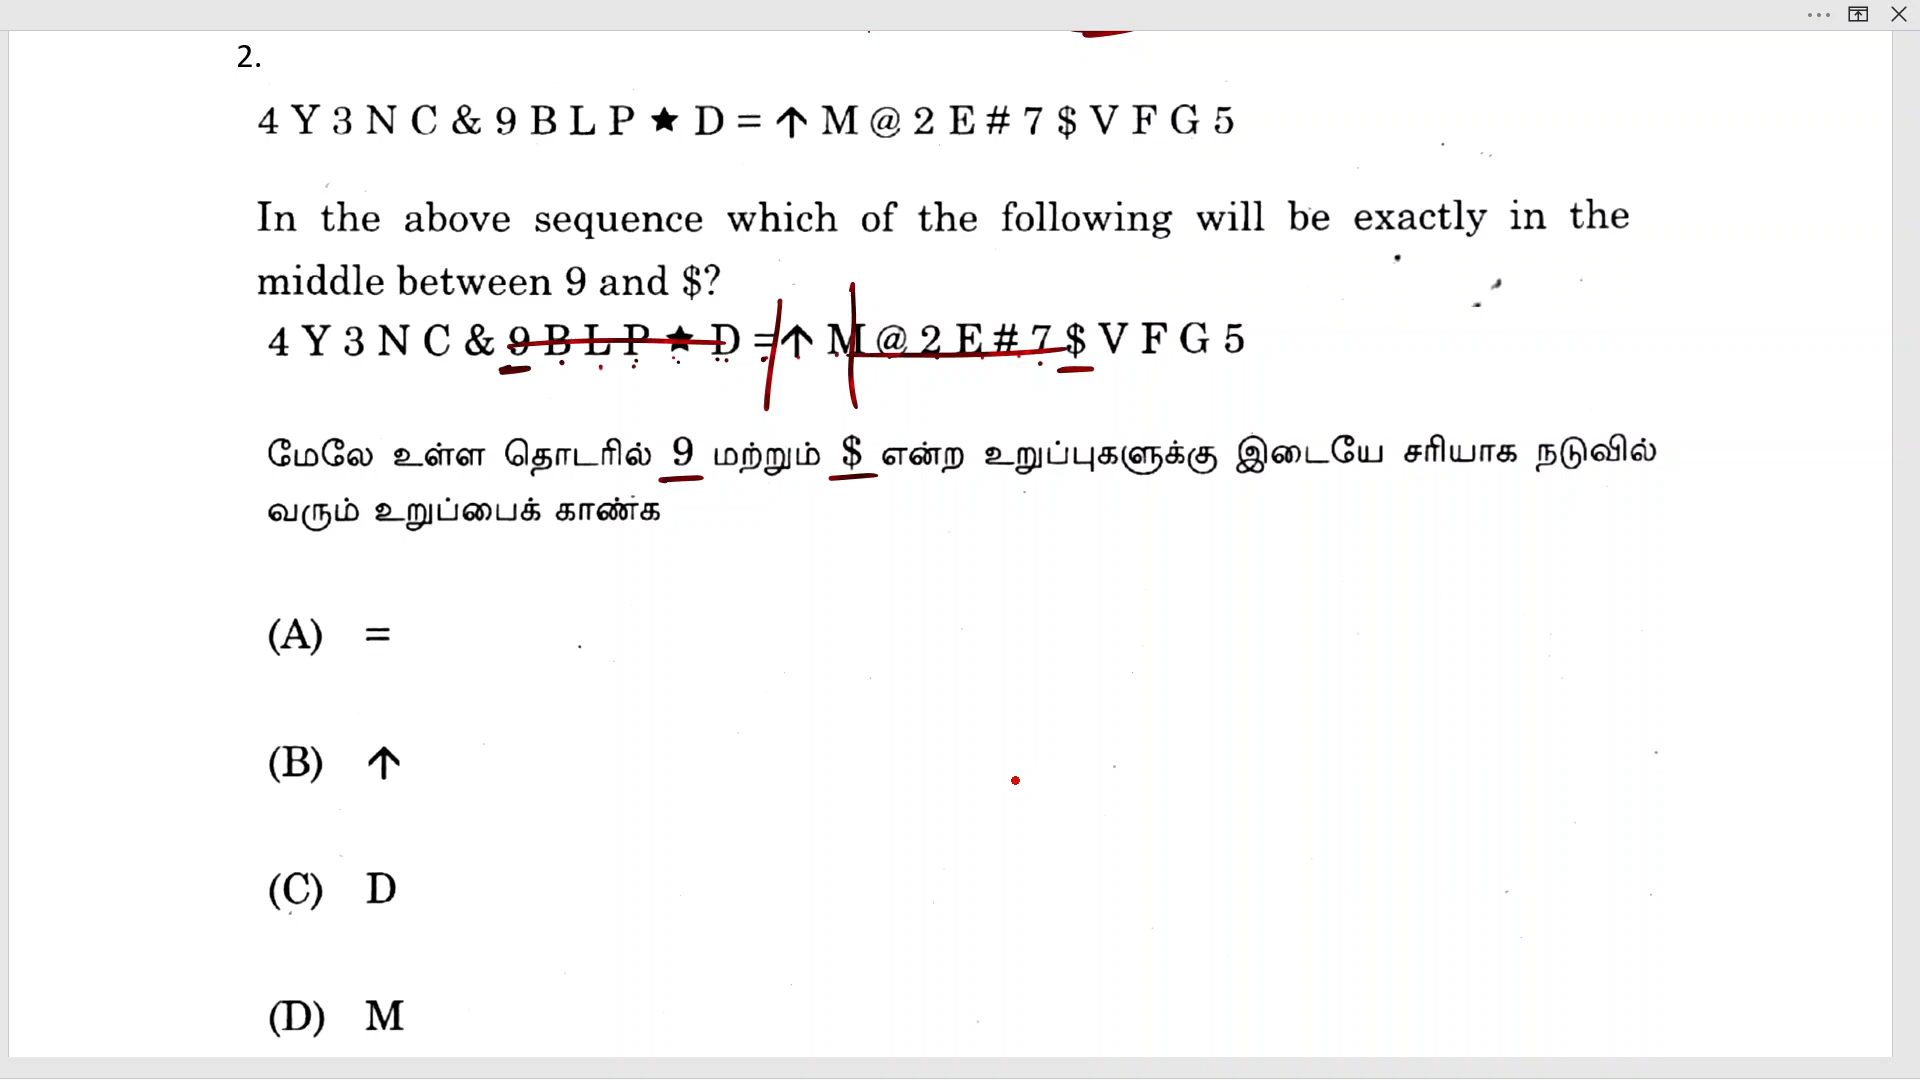 2.
4 Y 3 N C & 9 B L P ★ D = ↑ M @ 2 E # 7 $ V F G 5
In the above sequence which of the following will be exactly in the
middle between 9 and $?
4 Y 3 N C & 9 B L P ★ D = ↑ M @ 2 E # 7 $ V F G 5
மேலே உள்ள தொடரில் 9 மற்றும் $ என்ற உறுப்புகளுக்கு இடையே சரியாக நடுவில்
வரும் உறுப்பைக் காண்க
(A) =
(B) ↑
(C) D
(D) M